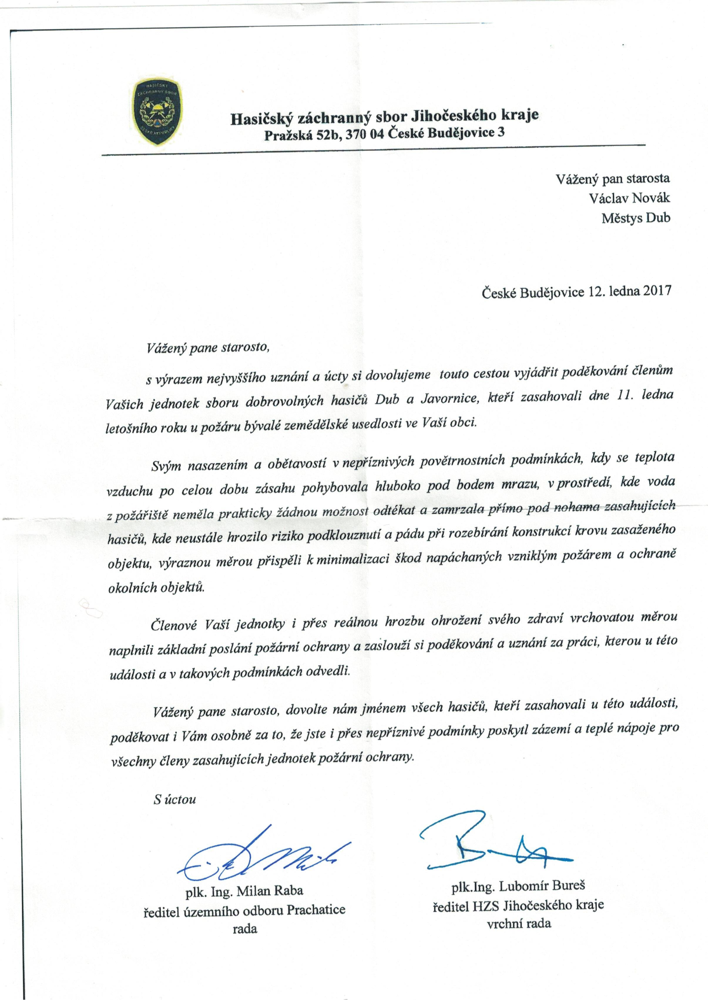 HASIČSKÝ
ZÁCHRANNÝ SBOR
ČESKÉ REPUBLIKY
Hasičský záchranný sbor Jihočeského kraje
Pražská 52b, 370 04 České Budějovice 3
Vážený pan starosta
Václav Novák
Městys Dub
České Budějovice 12. ledna 2017
Vážený pane starosto,
s výrazem nejvyššího uznání a úcty si dovolujeme touto cestou vyjádřit poděkování členům
Vašich jednotek sboru dobrovolných hasičů Dub a Javornice, kteří zasahovali dne 11. ledna
letošního roku u požáru bývalé zemědělské usedlosti ve Vaší obci.
Svým nasazením a obětavostí v nepříznivých povětrnostních podmínkách, kdy se teplota
vzduchu po celou dobu zásahu pohybovala hluboko pod bodem mrazu, v prostředí, kde voda
z požářiště neměla prakticky žádnou možnost odtékat a zamrzala přímo pod nohama zasahujících
hasičů, kde neustále hrozilo riziko podklouznutí a pádu při rozebírání konstrukcí krovu zasaženého
objektu, výraznou měrou přispěli k minimalizaci škod napáchaných vzniklým požárem a ochraně
okolních objektů.
Členové Vaší jednotky i přes reálnou hrozbu ohrožení svého zdraví vrchovatou měrou
naplnili základní poslání požární ochrany a zaslouží si poděkování a uznání za práci, kterou u této
události a v takových podmínkách odvedli.
Vážený pane starosto, dovolte nám jménem všech hasičů, kteří zasahovali u této události,
poděkovat i Vám osobně za to, že jste i přes nepříznivé podmínky poskytl zázemí a teplé nápoje pro
všechny členy zasahujících jednotek požární ochrany.
S úctou
plk. Ing. Milan Raba
ředitel územního odboru Prachatice
rada
plk.Ing. Lubomír Bureš
ředitel HZS Jihočeského kraje
vrchní rada